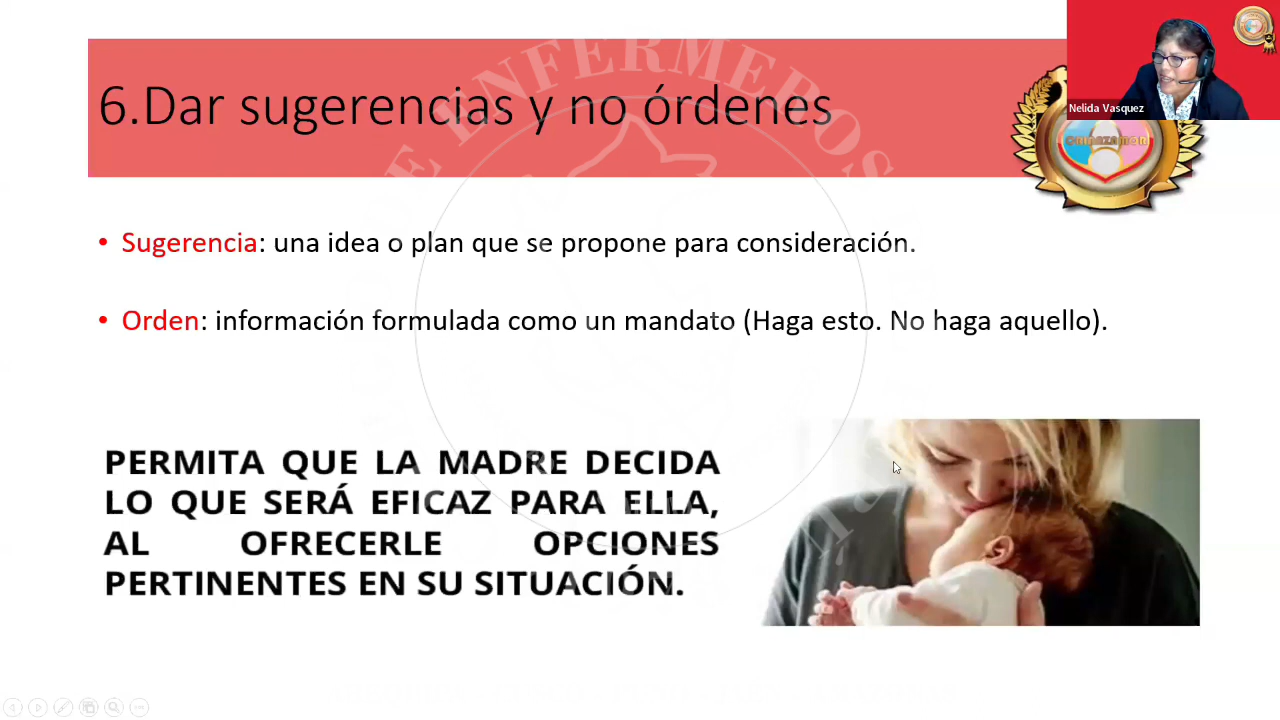 6.Dar sugerencias y no órdenes
Nelida Vasquez
• Sugerencia: una idea o plan que se propone para consideración.
• Orden: información formulada como un mandato (Haga esto. No haga aquello).
PERMITA QUE LA MADRE DECIDA
LO QUE SERÁ EFICAZ PARA ELLA,
AL OFRECERLE OPCIONES
PERTINENTES EN SU SITUACIÓN.
E ENFERMEROS